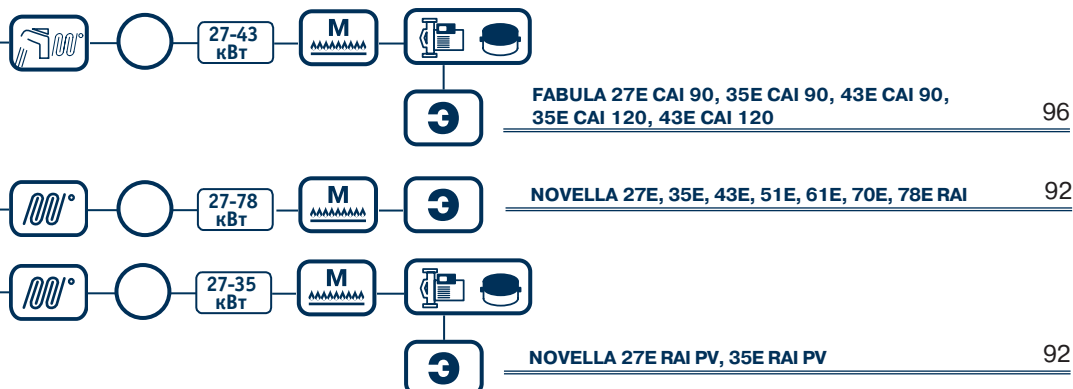 27-43
кВт
M
Э
FABULA 27E CAI 90, 35E CAI 90, 43E CAI 90,
35E CAI 120, 43E CAI 120
96
27-78
кВт
M
Э
NOVELLA 27E, 35E, 43E, 51E, 61E, 70E, 78E RAI
92
27-35
кВт
M
Э
NOVELLA 27E RAI PV, 35E RAI PV
92